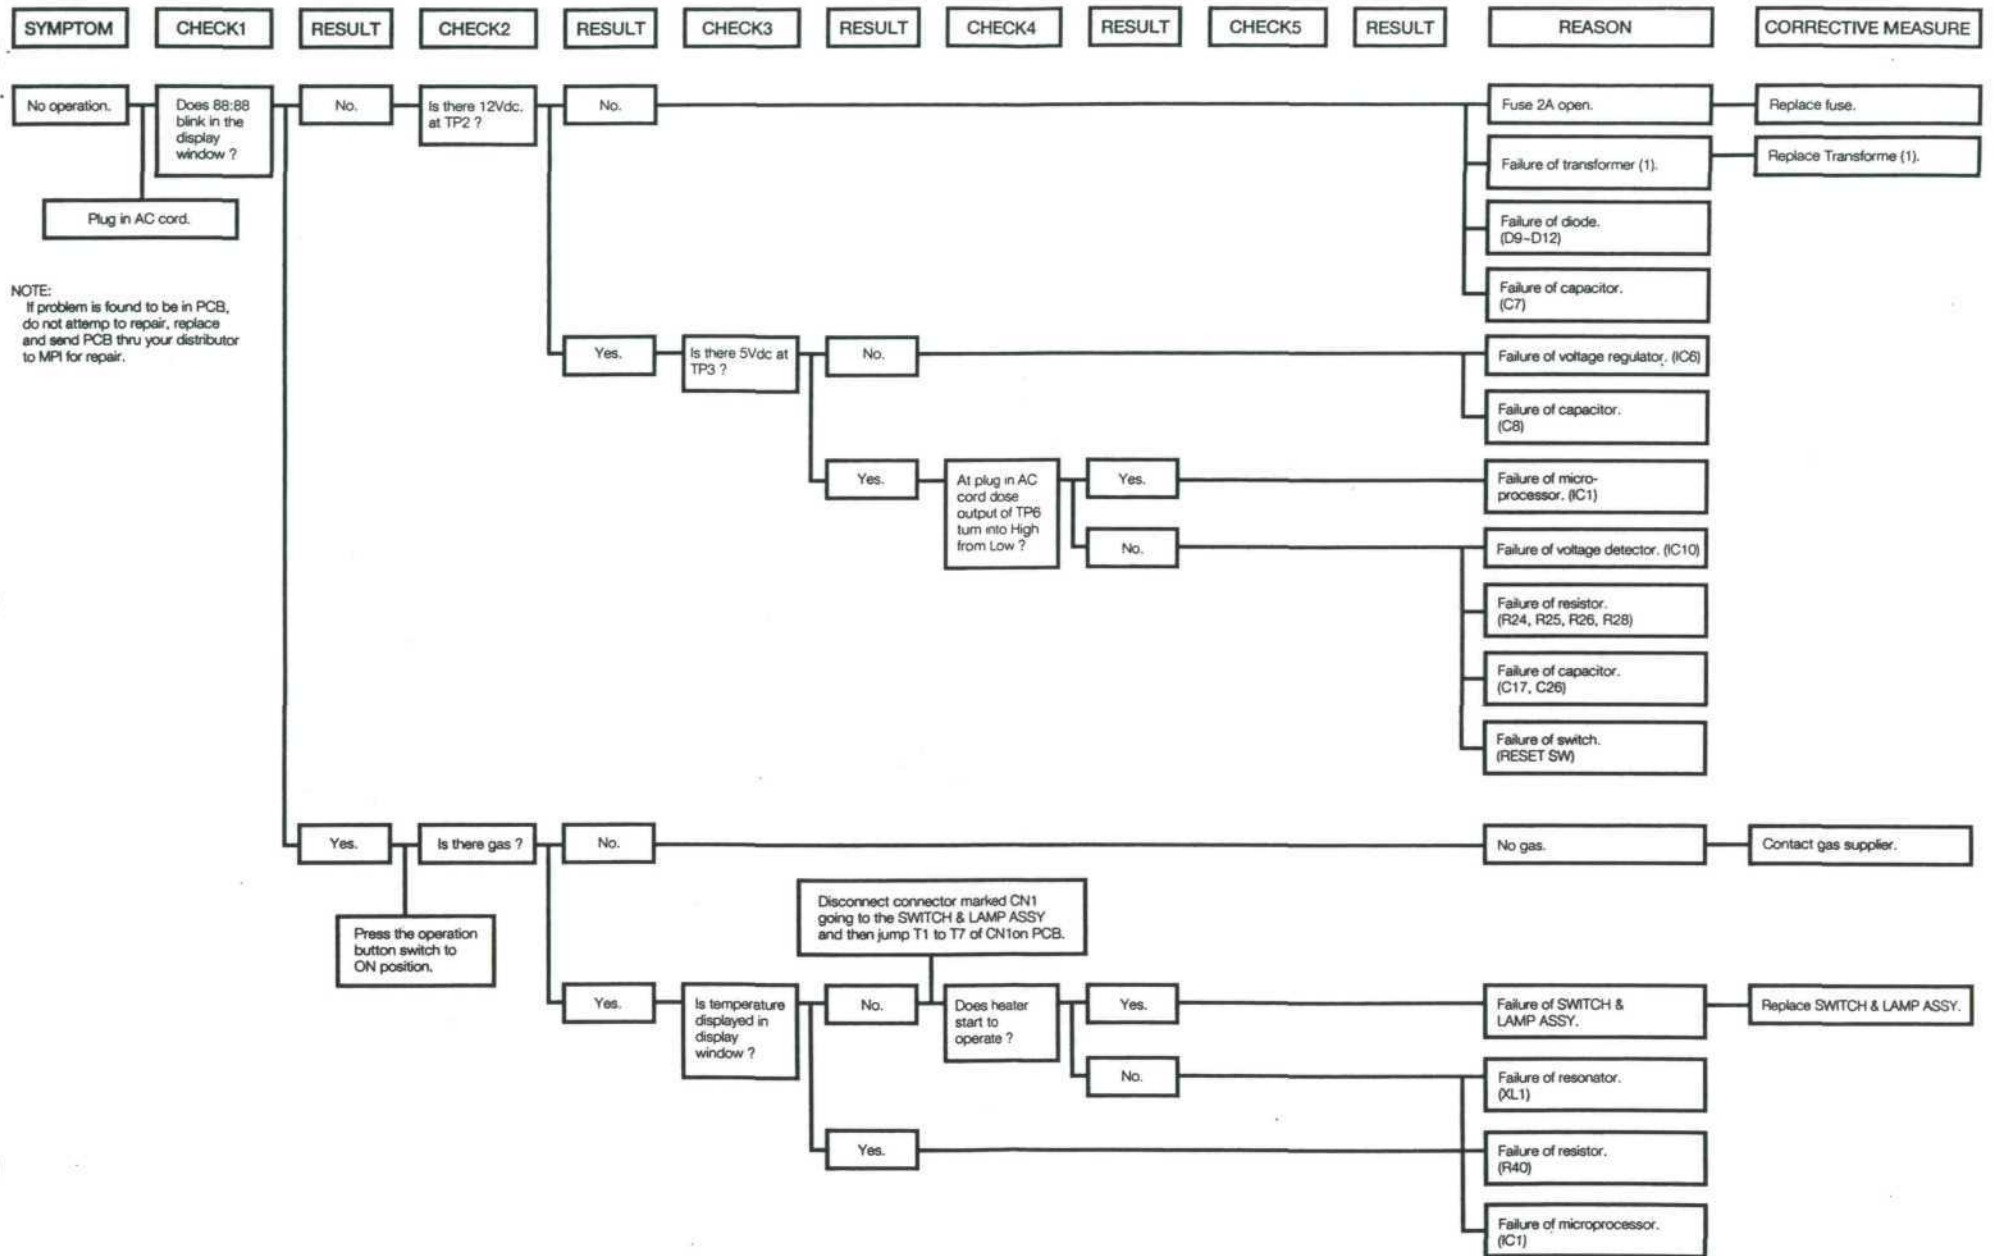 SYMPTOM
CHECK1
RESULT
CHECK2
RESULT
CHECK3
RESULT
CHECK4
RESULT
CHECK5
RESULT
REASON
CORRECTIVE MEASURE
No operation.
Does 88:88
blink in the
display
window ?
No.
Is there 12Vdc.
at TP2 ?
No.
Fuse 2A open.
Replace fuse.
Failure of transformer (1).
Replace Transforme (1).
Plug in AC cord.
Failure of diode.
(D9~D12)
Failure of capacitor.
(C7)
NOTE:
If problem is found to be in PCB,
do not attemp to repair, replace
and send PCB thru your distributor
to MPI for repair.
Yes.
Is there 5Vdc at
TP3 ?
No.
Failure of voltage regulator. (IC6)
Failure of capacitor.
(C8)
Yes.
At plug in AC
cord dose
output of TP6
turn into High
from Low ?
Yes.
Failure of micro-
processor. (IC1)
No.
Failure of voltage detector. (IC10)
Failure of resistor.
(R24, R25, R26, R28)
Failure of capacitor.
(C17, C26)
Failure of switch.
(RESET SW)
Yes.
Is there gas ?
No.
No gas.
Contact gas supplier.
Press the operation
button switch to
ON position.
Disconnect connector marked CN1
going to the SWITCH & LAMP ASSY
and then jump T1 to T7 of CN1on PCB.
Yes.
Is temperature
displayed in
display
window ?
No.
Does heater
start to
operate ?
Yes.
Failure of SWITCH &
LAMP ASSY.
Replace SWITCH & LAMP ASSY.
No.
Failure of resonator.
(XL1)
Yes.
Failure of resistor.
(R40)
Failure of microprocessor.
(IC1)